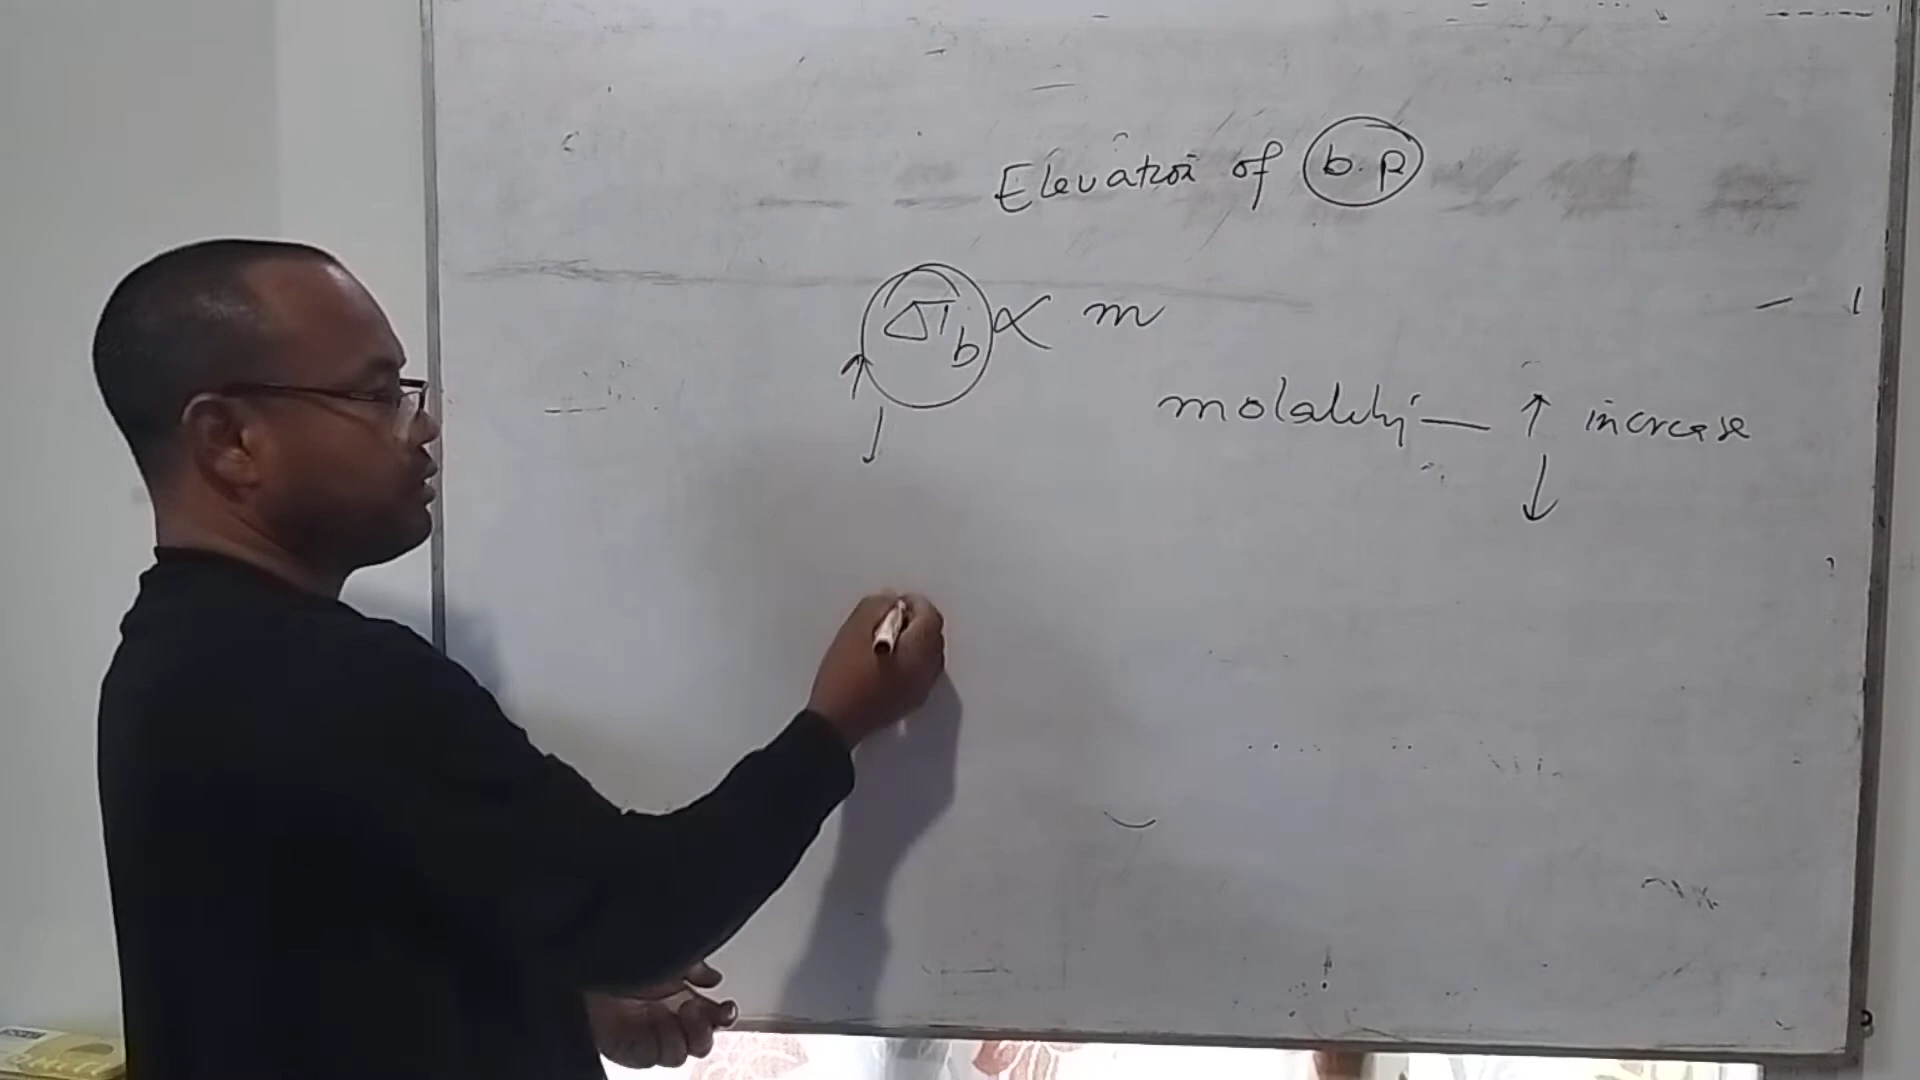 Elevation of b.p
ΔTb ∝ m
↑
↓
molality — ↑ increase
↓